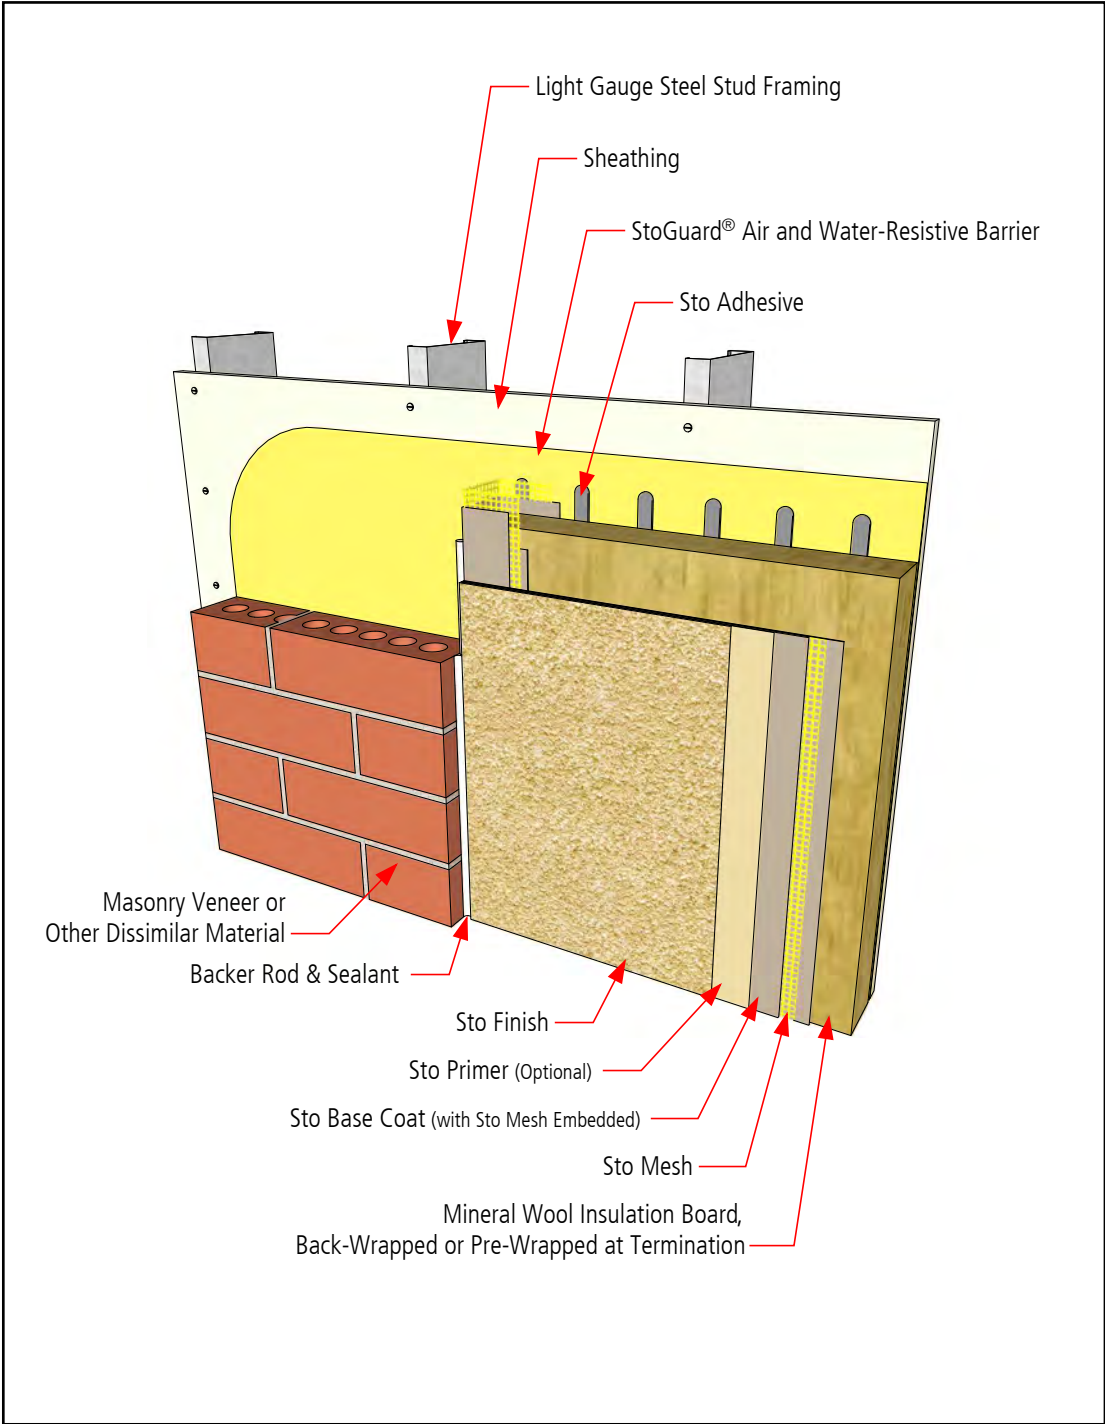 Light Gauge Steel Stud Framing
Sheathing
StoGuard® Air and Water-Resistive Barrier
Sto Adhesive
Masonry Veneer or
Other Dissimilar Material
Backer Rod & Sealant
Sto Finish
Sto Primer (Optional)
Sto Base Coat (with Sto Mesh Embedded)
Sto Mesh
Mineral Wool Insulation Board,
Back-Wrapped or Pre-Wrapped at Termination